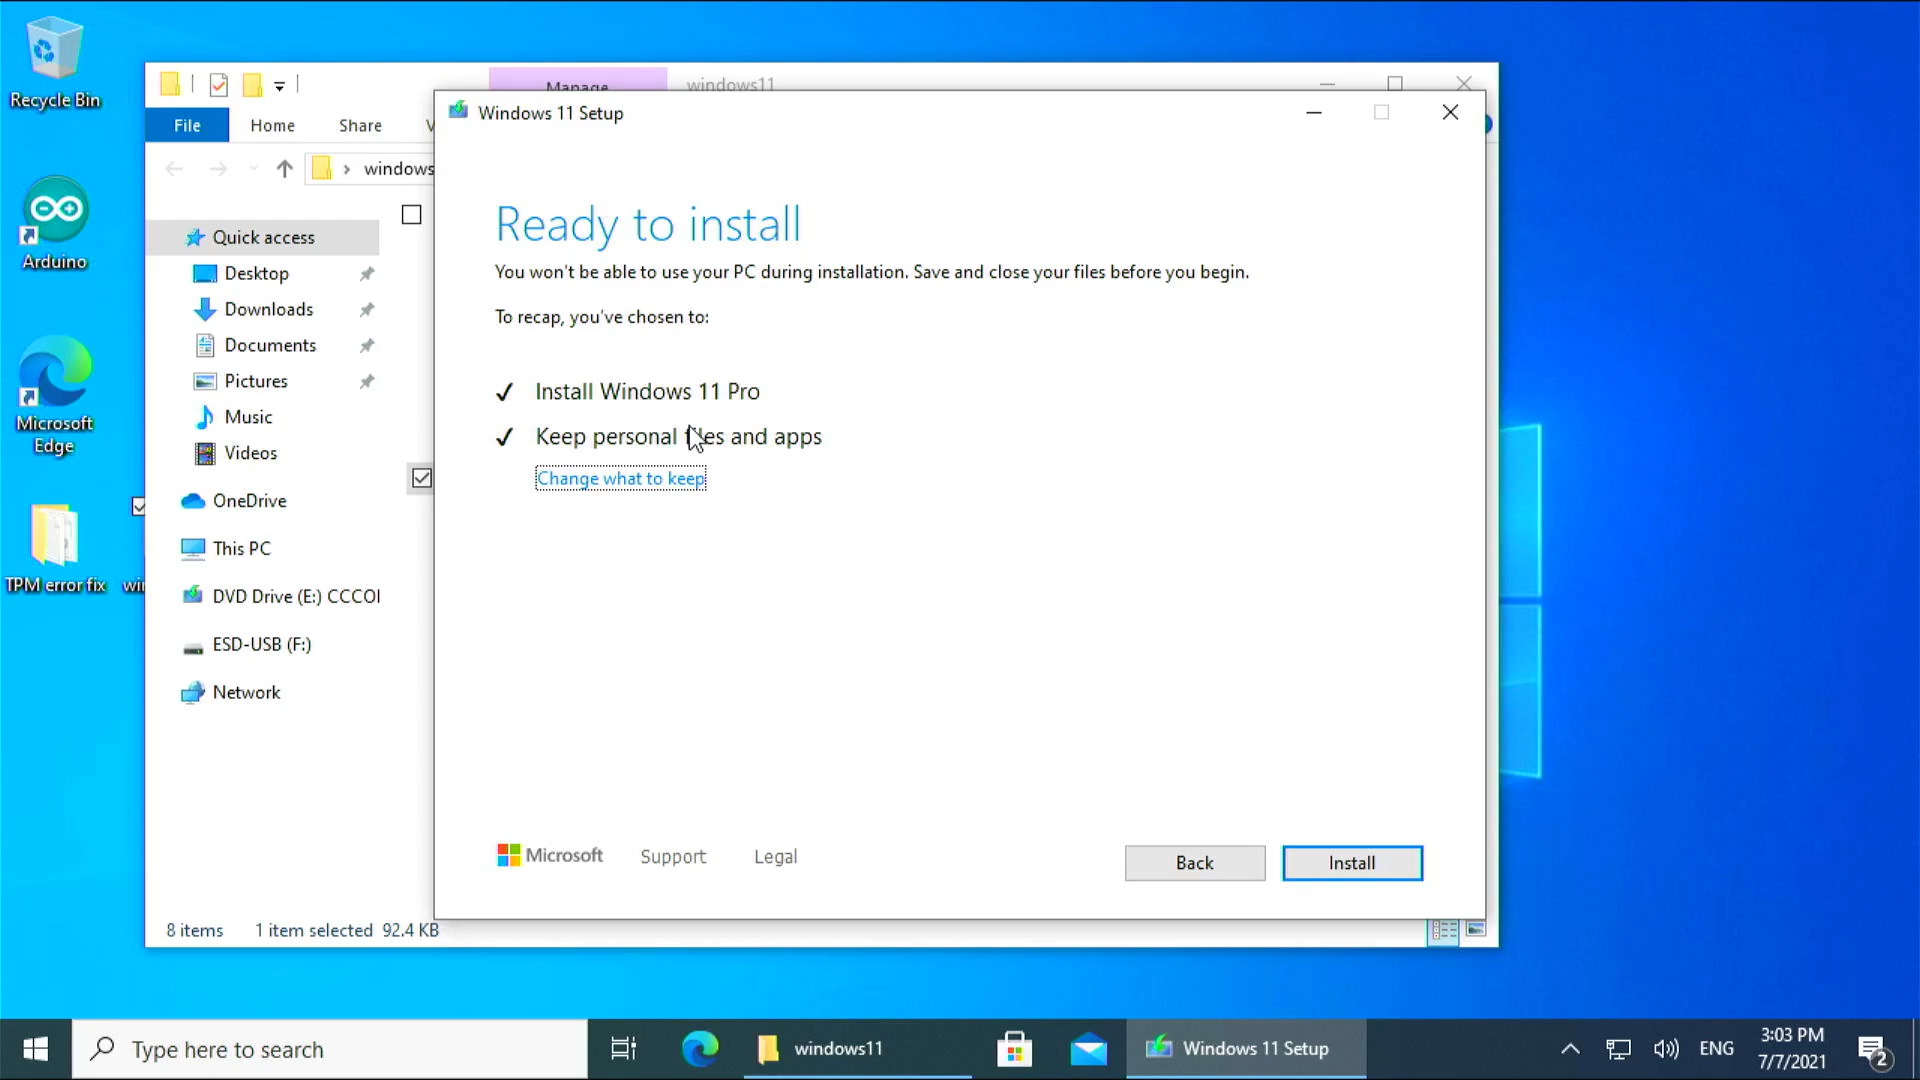 Recycle Bin
Arduino
Microsoft
Edge
TPM error fix
Manage
windows11
File
Home
Share
windows
Quick access
Desktop
Downloads
Documents
Pictures
Music
Videos
OneDrive
This PC
DVD Drive (E:) CCCOI
ESD-USB (F:)
Network
8 items
1 item selected 92.4 KB
Windows 11 Setup
Ready to install
You won't be able to use your PC during installation. Save and close your files before you begin.
To recap, you've chosen to:
Install Windows 11 Pro
Keep personal files and apps
Change what to keep
Microsoft
Support
Legal
Back
Install
Type here to search
windows11
Windows 11 Setup
ENG
3:03 PM
7/7/2021
2